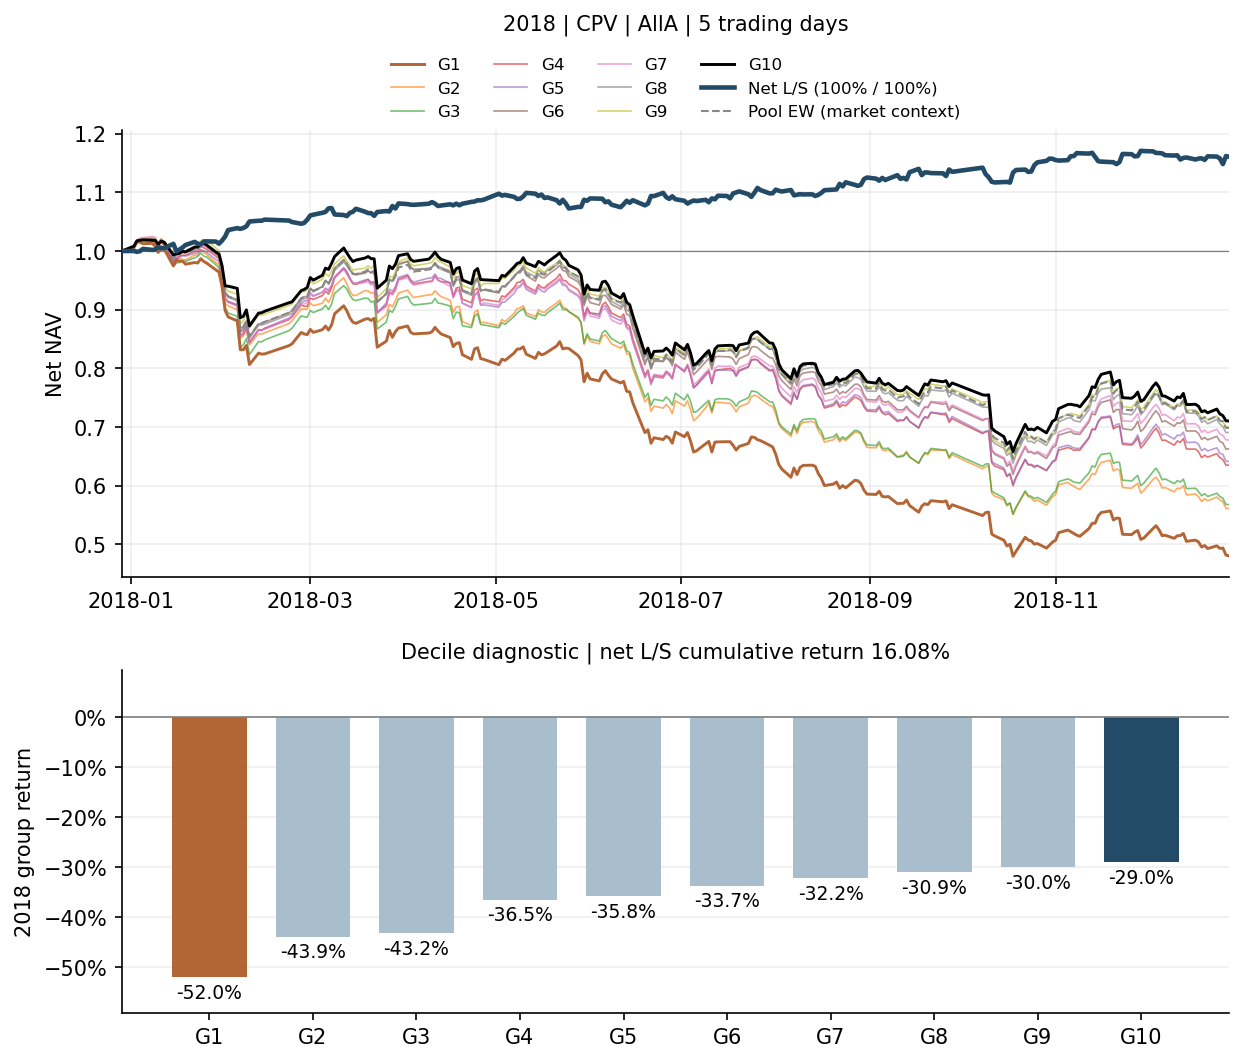 2018 | CPV | AllA | 5 trading days
G1 G4 G7 G10
G2 G5 G8 Net L/S (100% / 100%)
G3 G6 G9 Pool EW (market context)
Net NAV
1.2
1.1
1.0
0.9
0.8
0.7
0.6
0.5
2018-01 2018-03 2018-05 2018-07 2018-09 2018-11
Decile diagnostic | net L/S cumulative return 16.08%
2018 group return
0%
−10%
−20%
−30%
−40%
−50%
-52.0% -43.9% -43.2% -36.5% -35.8% -33.7% -32.2% -30.9% -30.0% -29.0%
G1 G2 G3 G4 G5 G6 G7 G8 G9 G10